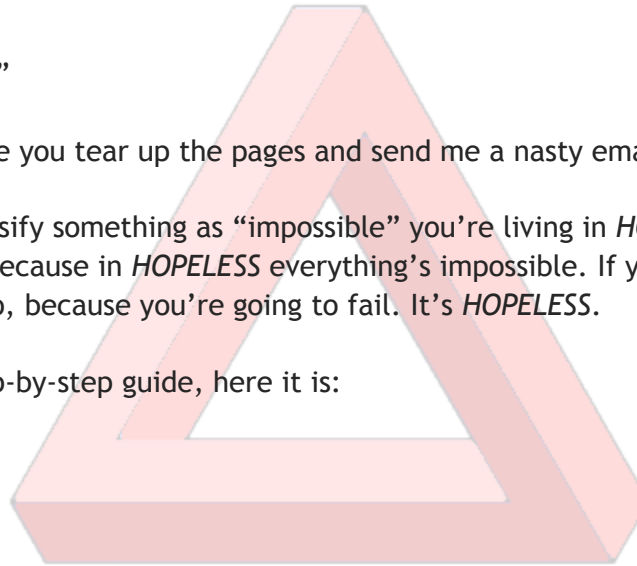 ”
e you tear up the pages and send me a nasty ema
sify something as “impossible” you’re living in H
ecause in HOPELESS everything’s impossible. If y
o, because you’re going to fail. It’s HOPELESS.
o-by-step guide, here it is: